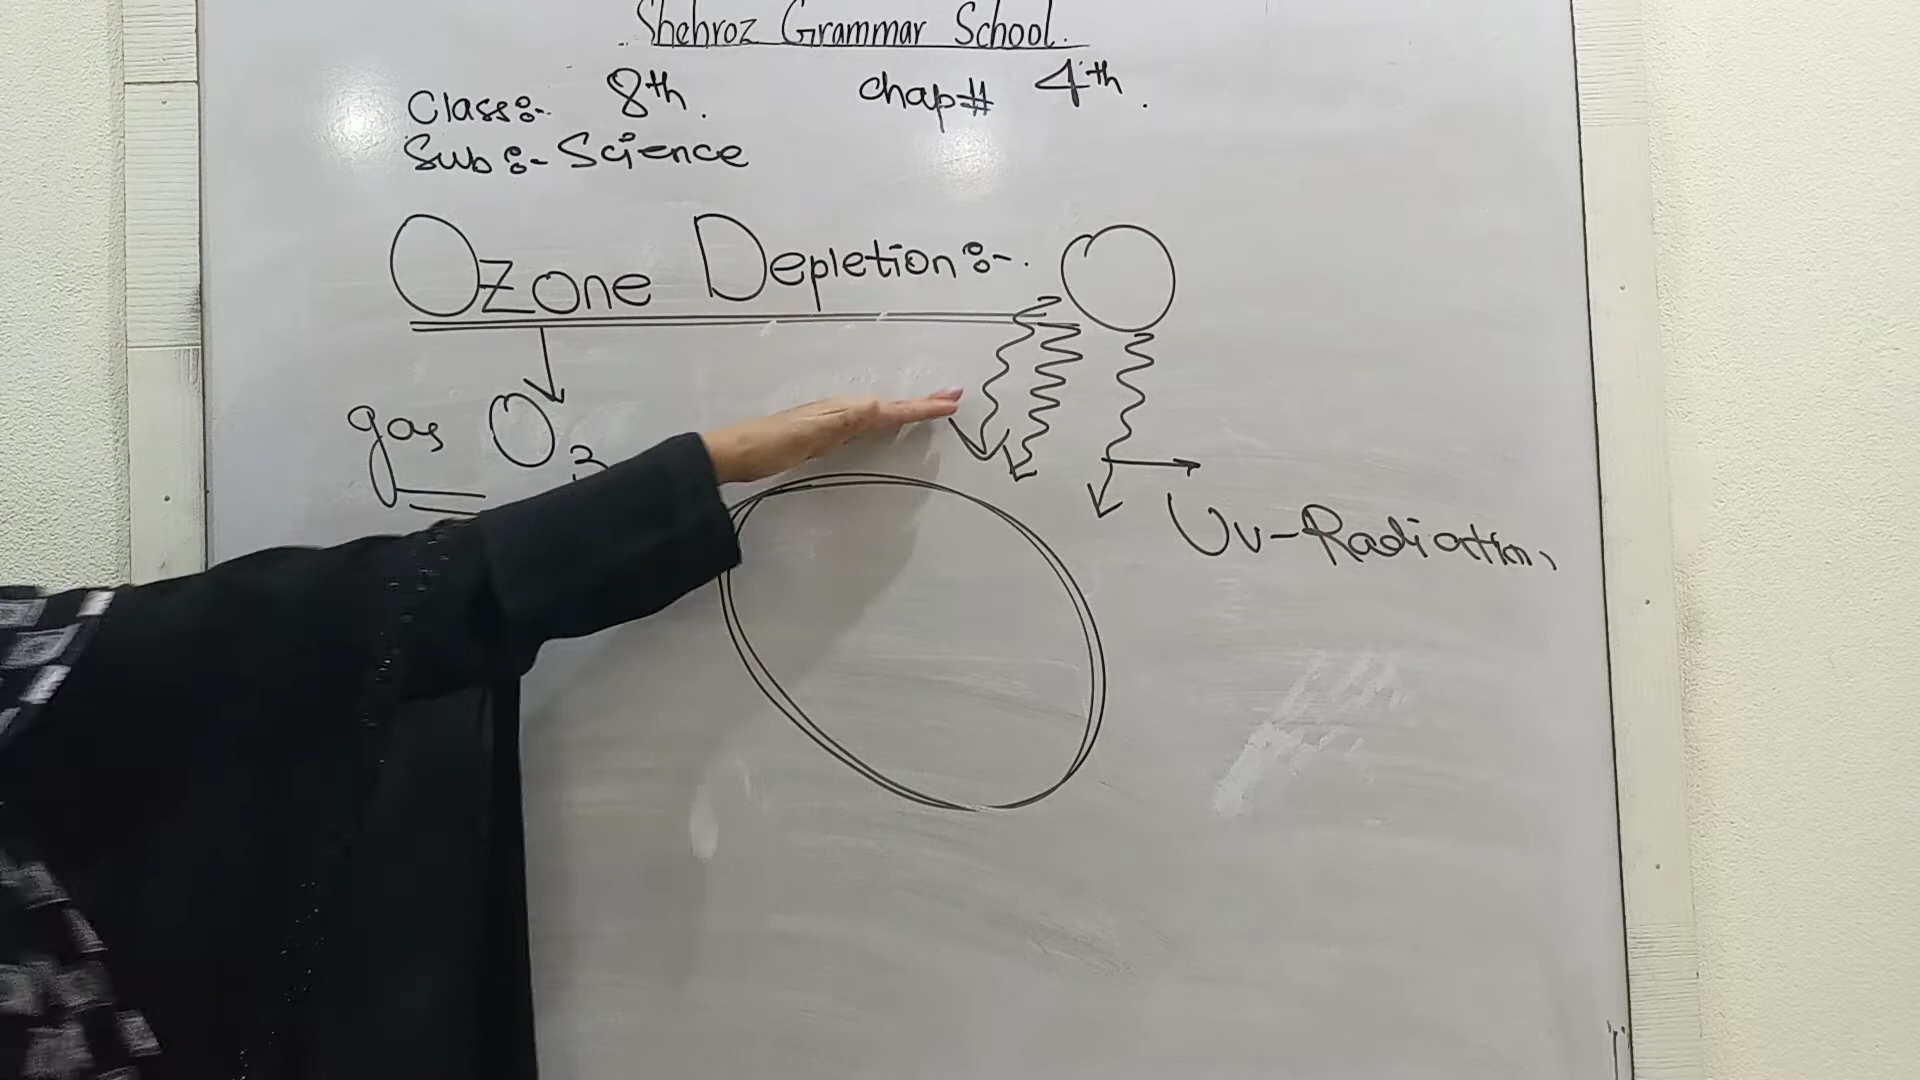 Shehroz Grammar School.
Class:- 8th. chap# 4th.
Sub:- Science
Ozone Depletion:-.
gas O3
Uv-Radiation,